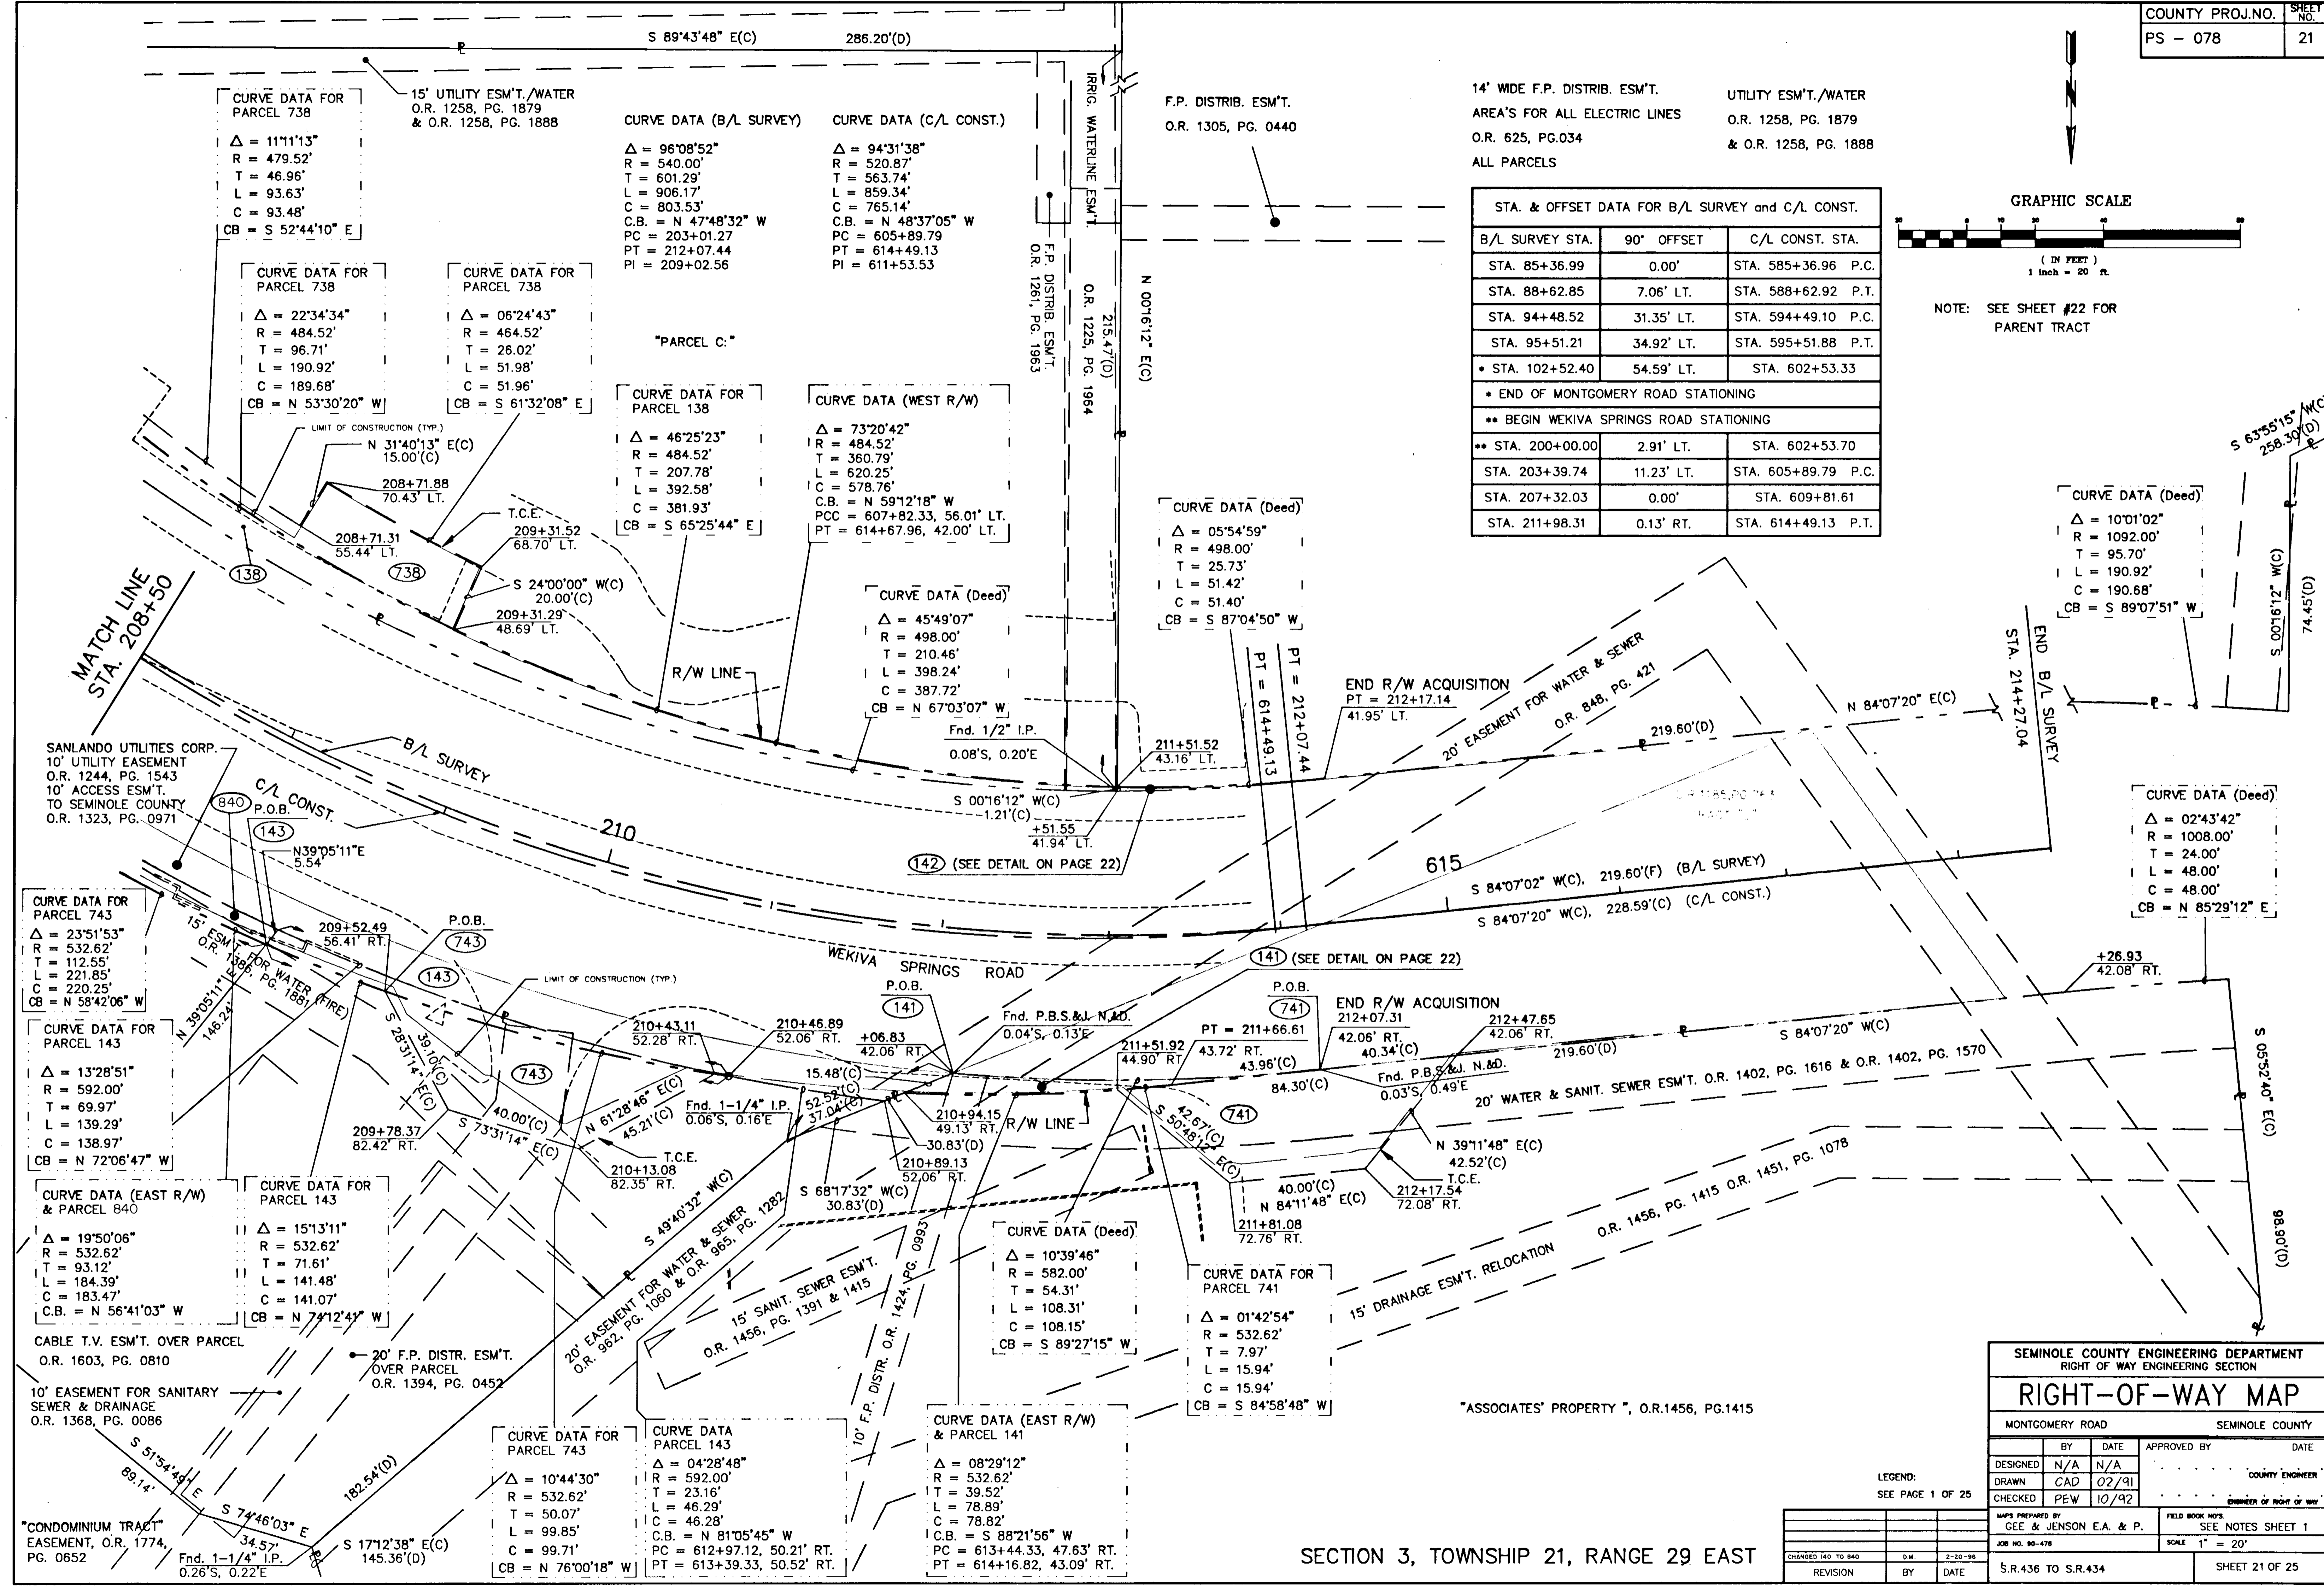 COUNTY PROJ.NO.
SHEET NO.
PS - 078
21
S 89°43'48" E(C)
286.20'(D)
15' UTILITY ESM'T./WATER
O.R. 1258, PG. 1879
& O.R. 1258, PG. 1888
CURVE DATA FOR
PARCEL 738
Δ = 11°11'13"
R = 479.52'
T = 46.96'
L = 93.63'
C = 93.48'
CB = S 52°44'10" E
CURVE DATA (B/L SURVEY)
Δ = 96°08'52"
R = 540.00'
T = 601.29'
L = 906.17'
C = 803.53'
C.B. = N 47°48'32" W
PC = 203+01.27
PT = 212+07.44
PI = 209+02.56
CURVE DATA (C/L CONST.)
Δ = 94°31'38"
R = 520.87'
T = 563.74'
L = 859.34'
C = 765.14'
C.B. = N 48°37'05" W
PC = 605+89.79
PT = 614+49.13
PI = 611+53.53
IRRIG. WATERLINE ESM'T.
O.R. 1225, PG. 1964
F.P. DISTRIB. ESM'T.
O.R. 1261, PG. 1963
N 00°16'12" E(C)
215.47'(D)
F.P. DISTRIB. ESM'T.
O.R. 1305, PG. 0440
14' WIDE F.P. DISTRIB. ESM'T.
AREA'S FOR ALL ELECTRIC LINES
O.R. 625, PG.034
ALL PARCELS
UTILITY ESM'T./WATER
O.R. 1258, PG. 1879
& O.R. 1258, PG. 1888
N
GRAPHIC SCALE
20 0 10 20 40 80
( IN FEET )
1 inch = 20 ft.
NOTE: SEE SHEET #22 FOR
PARENT TRACT
STA. & OFFSET DATA FOR B/L SURVEY and C/L CONST.
B/L SURVEY STA. 90° OFFSET C/L CONST. STA.
STA. 85+36.99 0.00' STA. 585+36.96 P.C.
STA. 88+62.85 7.06' LT. STA. 588+62.92 P.T.
STA. 94+48.52 31.35' LT. STA. 594+49.10 P.C.
STA. 95+51.21 34.92' LT. STA. 595+51.88 P.T.
* STA. 102+52.40 54.59' LT. STA. 602+53.33
* END OF MONTGOMERY ROAD STATIONING
** BEGIN WEKIVA SPRINGS ROAD STATIONING
** STA. 200+00.00 2.91' LT. STA. 602+53.70
STA. 203+39.74 11.23' LT. STA. 605+89.79 P.C.
STA. 207+32.03 0.00' STA. 609+81.61
STA. 211+98.31 0.13' RT. STA. 614+49.13 P.T.
CURVE DATA FOR
PARCEL 738
Δ = 22°34'34"
R = 484.52'
T = 96.71'
L = 190.92'
C = 189.68'
CB = N 53°30'20" W
CURVE DATA FOR
PARCEL 738
Δ = 06°24'43"
R = 464.52'
T = 26.02'
L = 51.98'
C = 51.96'
CB = S 61°32'08" E
"PARCEL C:"
CURVE DATA FOR
PARCEL 138
Δ = 46°25'23"
R = 484.52'
T = 207.78'
L = 392.58'
C = 381.93'
CB = S 65°25'44" E
CURVE DATA (WEST R/W)
Δ = 73°20'42"
R = 484.52'
T = 360.79'
L = 620.25'
C = 578.76'
C.B. = N 59°12'18" W
PCC = 607+82.33, 56.01' LT.
PT = 614+67.96, 42.00' LT.
LIMIT OF CONSTRUCTION (TYP.)
N 31°40'13" E(C)
15.00'(C)
208+71.88
70.43' LT.
T.C.E.
209+31.52
68.70' LT.
208+71.31
55.44' LT.
138
738
S 24°00'00" W(C)
20.00'(C)
209+31.29
48.69' LT.
MATCH LINE
STA. 208+50
R/W LINE
CURVE DATA (Deed)
Δ = 45°49'07"
R = 498.00'
T = 210.46'
L = 398.24'
C = 387.72'
CB = N 67°03'07" W
CURVE DATA (Deed)
Δ = 05°54'59"
R = 498.00'
T = 25.73'
L = 51.42'
C = 51.40'
CB = S 87°04'50" W
CURVE DATA (Deed)
Δ = 10°01'02"
R = 1092.00'
T = 95.70'
L = 190.92'
C = 190.68'
CB = S 89°07'51" W
S 63°55'15" W(C)
258.30'(D)
S 00°16'12" W(C)
74.45'(D)
END B/L SURVEY
STA. 214+27.04
N 84°07'20" E(C)
219.60'(D)
20' EASEMENT FOR WATER & SEWER
O.R. 848, PG. 421
END R/W ACQUISITION
PT = 212+17.14
41.95' LT.
PT = 614+49.13
PT = 212+07.44
Fnd. 1/2" I.P.
0.08'S, 0.20'E
211+51.52
43.16' LT.
S 00°16'12" W(C)
1.21'(C)
+51.55
41.94' LT.
142 (SEE DETAIL ON PAGE 22)
SANLANDO UTILITIES CORP.
10' UTILITY EASEMENT
O.R. 1244, PG. 1543
10' ACCESS ESM'T.
TO SEMINOLE COUNTY
O.R. 1323, PG. 0971
B/L SURVEY
C/L CONST.
840
P.O.B.
143
N39°05'11"E
5.54'
210
615
S 84°07'02" W(C), 219.60'(F) (B/L SURVEY)
S 84°07'20" W(C), 228.59'(C) (C/L CONST.)
CURVE DATA (Deed)
Δ = 02°43'42"
R = 1008.00'
T = 24.00'
L = 48.00'
C = 48.00'
CB = N 85°29'12" E
+26.93
42.08' RT.
CURVE DATA FOR
PARCEL 743
Δ = 23°51'53"
R = 532.62'
T = 112.55'
L = 221.85'
C = 220.25'
CB = N 58°42'06" W
15' ESM'T. FOR WATER (FIRE)
O.R. 1386, PG. 1881
N 39°05'11" E
146.24'
209+52.49
56.41' RT.
P.O.B.
743
143
LIMIT OF CONSTRUCTION (TYP.)
WEKIVA SPRINGS ROAD
141 (SEE DETAIL ON PAGE 22)
P.O.B.
141
Fnd. P.B.S.&J. N.&D.
0.04'S, 0.13'E
P.O.B.
741
END R/W ACQUISITION
212+07.31
42.06' RT.
212+47.65
42.06' RT.
PT = 211+66.61
43.72' RT.
211+51.92
44.90' RT.
43.96'(C)
40.34'(C)
84.30'(C)
219.60'(D)
S 84°07'20" W(C)
Fnd. P.B.S.&J. N.&D.
0.03'S, 0.49'E
20' WATER & SANIT. SEWER ESM'T. O.R. 1402, PG. 1616 & O.R. 1402, PG. 1570
S 05°52'40" E(C)
98.90'(D)
210+43.11
52.28' RT.
210+46.89
52.06' RT.
+06.83
42.06' RT.
15.48'(C)
52.52'(C)
37.04'(C)
Fnd. 1-1/4" I.P.
0.06'S, 0.16'E
210+94.15
49.13' RT.
30.83'(D)
R/W LINE
210+89.13
52.06' RT.
S 68°17'32" W(C)
30.83'(D)
S 28°31'14" E(C)
39.10'(C)
743
40.00'(C)
S 73°31'14" E(C)
N 61°28'46" E(C)
45.21'(C)
209+78.37
82.42' RT.
T.C.E.
210+13.08
82.35' RT.
741
42.67'(C)
S 50°48'12" E(C)
N 39°11'48" E(C)
42.52'(C)
T.C.E.
40.00'(C)
N 84°11'48" E(C)
212+17.54
72.08' RT.
211+81.08
72.76' RT.
O.R. 1456, PG. 1415 O.R. 1451, PG. 1078
15' DRAINAGE ESM'T. RELOCATION
CURVE DATA FOR
PARCEL 143
Δ = 13°28'51"
R = 592.00'
T = 69.97'
L = 139.29'
C = 138.97'
CB = N 72°06'47" W
CURVE DATA (EAST R/W)
& PARCEL 840
Δ = 19°50'06"
R = 532.62'
T = 93.12'
L = 184.39'
C = 183.47'
C.B. = N 56°41'03" W
CURVE DATA FOR
PARCEL 143
Δ = 15°13'11"
R = 532.62'
T = 71.61'
L = 141.48'
C = 141.07'
CB = N 74°12'41" W
S 49°40'32" W(C)
182.54'(D)
20' EASEMENT FOR WATER & SEWER
O.R. 962, PG. 1060 & O.R. 965, PG. 1282
15' SANIT. SEWER ESM'T.
O.R. 1456, PG. 1391 & 1415
10' F.P. DISTR. O.R. 1424, PG. 0993
CURVE DATA (Deed)
Δ = 10°39'46"
R = 582.00'
T = 54.31'
L = 108.31'
C = 108.15'
CB = S 89°27'15" W
CURVE DATA FOR
PARCEL 741
Δ = 01°42'54"
R = 532.62'
T = 7.97'
L = 15.94'
C = 15.94'
CB = S 84°58'48" W
CABLE T.V. ESM'T. OVER PARCEL
O.R. 1603, PG. 0810
20' F.P. DISTR. ESM'T.
OVER PARCEL
O.R. 1394, PG. 0452
10' EASEMENT FOR SANITARY
SEWER & DRAINAGE
O.R. 1368, PG. 0086
S 51°54'49" E
89.14'
S 74°46'03" E
34.57'
"CONDOMINIUM TRACT"
EASEMENT, O.R. 1774,
PG. 0652
Fnd. 1-1/4" I.P.
0.26'S, 0.22'E
S 17°12'38" E(C)
145.36'(D)
CURVE DATA FOR
PARCEL 743
Δ = 10°44'30"
R = 532.62'
T = 50.07'
L = 99.85'
C = 99.71'
CB = N 76°00'18" W
CURVE DATA
PARCEL 143
Δ = 04°28'48"
R = 592.00'
T = 23.16'
L = 46.29'
C = 46.28'
C.B. = N 81°05'45" W
PC = 612+97.12, 50.21' RT.
PT = 613+39.33, 50.52' RT.
CURVE DATA (EAST R/W)
& PARCEL 141
Δ = 08°29'12"
R = 532.62'
T = 39.52'
L = 78.89'
C = 78.82'
C.B. = S 88°21'56" W
PC = 613+44.33, 47.63' RT.
PT = 614+16.82, 43.09' RT.
"ASSOCIATES' PROPERTY ", O.R.1456, PG.1415
LEGEND:
SEE PAGE 1 OF 25
SECTION 3, TOWNSHIP 21, RANGE 29 EAST
CHANGED 140 TO 840 D.M. 2-20-96
REVISION BY DATE
SEMINOLE COUNTY ENGINEERING DEPARTMENT
RIGHT OF WAY ENGINEERING SECTION
RIGHT-OF-WAY MAP
MONTGOMERY ROAD SEMINOLE COUNTY
BY DATE APPROVED BY DATE
DESIGNED N/A N/A
COUNTY ENGINEER
DRAWN CAD 02/91
CHECKED PEW 10/92
ENGINEER OF RIGHT OF WAY
MAPS PREPARED BY
GEE & JENSON E.A. & P.
FIELD BOOK NO'S.
SEE NOTES SHEET 1
JOB NO. 90-476
SCALE 1" = 20'
S.R.436 TO S.R.434
SHEET 21 OF 25